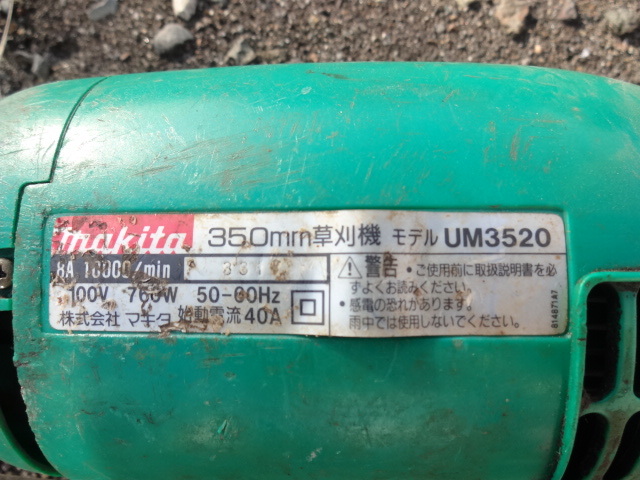 makita 350mm草刈機 モデル UM3520
8A 10000/min
100V 760W 50-60Hz
株式会社 マキタ 始動電流 40A
警告 ・ご使用前に取扱説明書を必
ずよくお読みください。
・感電の恐れがあります。
雨中では使用しないでください。
814871A7